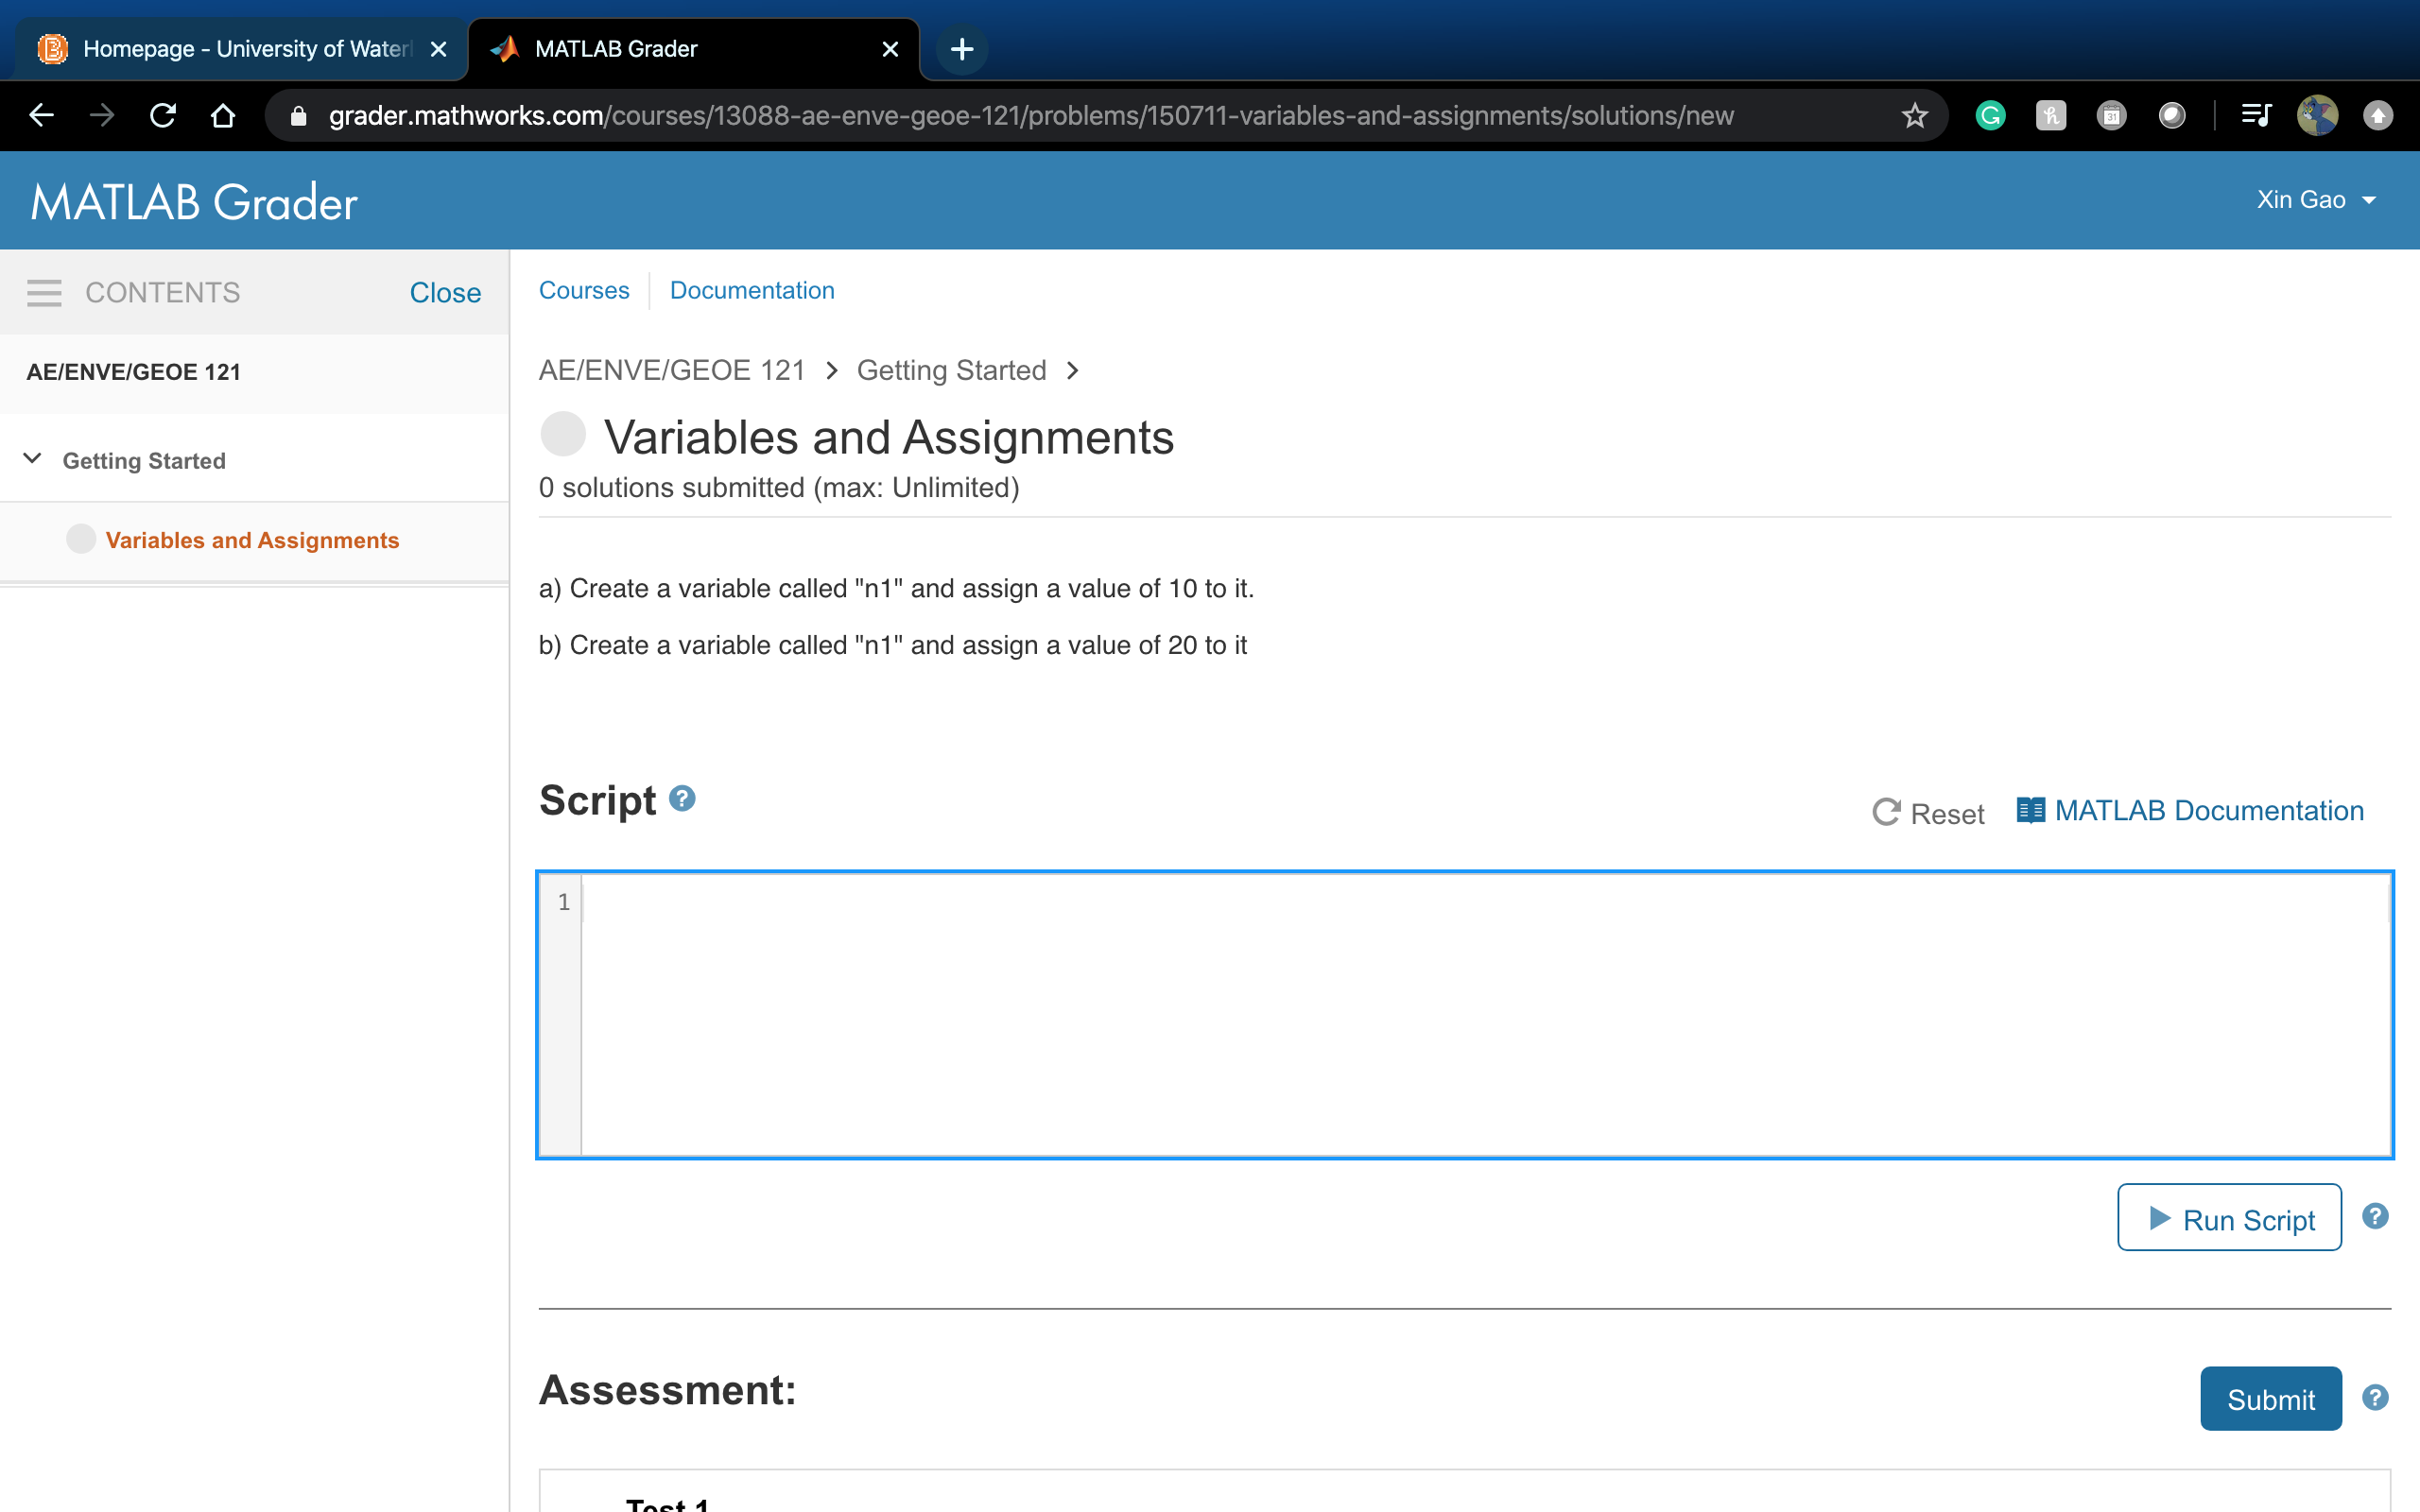 Homepage - University of Water
MATLAB Grader
grader.mathworks.com/courses/13088-ae-enve-geoe-121/problems/150711-variables-and-assignments/solutions/new
MATLAB Grader
Xin Gao
CONTENTS
Close
Courses
Documentation
AE/ENVE/GEOE 121
AE/ENVE/GEOE 121 > Getting Started >
Getting Started
Variables and Assignments
0 solutions submitted (max: Unlimited)
Variables and Assignments
a) Create a variable called "n1" and assign a value of 10 to it.
b) Create a variable called "n1" and assign a value of 20 to it
Script ?
Reset
MATLAB Documentation
1
Run Script ?
Assessment:
Submit ?
Test 1